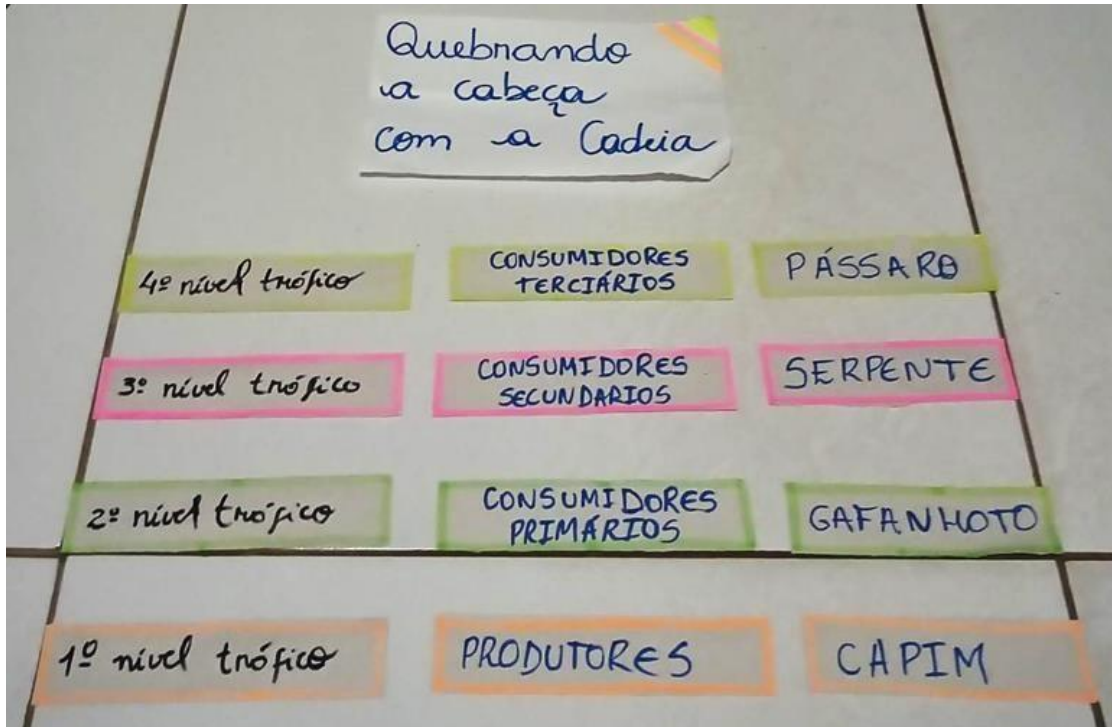 Quebrando
a cabeça
com a Cadeia
4º nível trófico
CONSUMIDORES
TERCIÁRIOS
PÁSSARO
3º nível trófico
CONSUMIDORES
SECUNDARIOS
SERPENTE
2º nível trófico
CONSUMIDORES
PRIMÁRIOS
GAFANHOTO
1º nível trófico
PRODUTORES
CAPIM